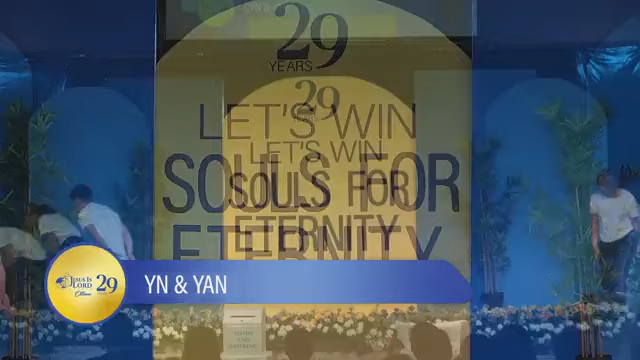 29
YEARS
LET'S WIN
SOULS FOR
ETERNITY
29
LET'S WIN
SOULS FOR
ETERNITY
JESUS IS
LORD
29
YN & YAN